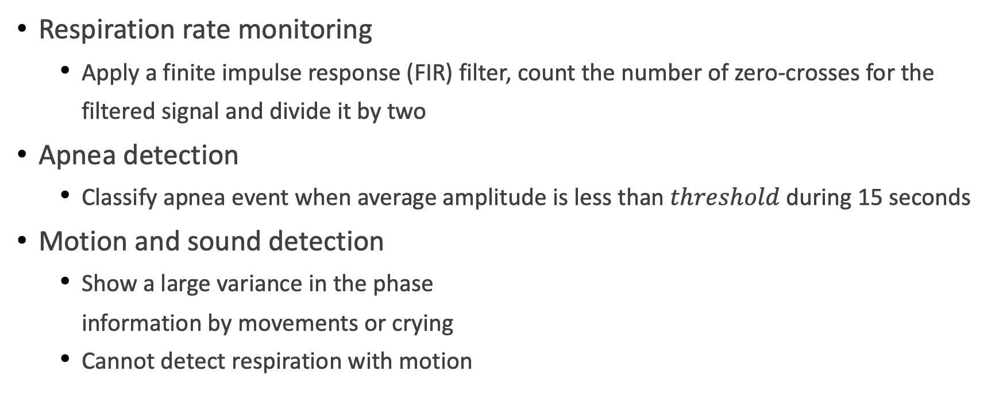 • Respiration rate monitoring
• Apply a finite impulse response (FIR) filter, count the number of zero-crosses for the
filtered signal and divide it by two
• Apnea detection
• Classify apnea event when average amplitude is less than threshold during 15 seconds
• Motion and sound detection
• Show a large variance in the phase
information by movements or crying
• Cannot detect respiration with motion